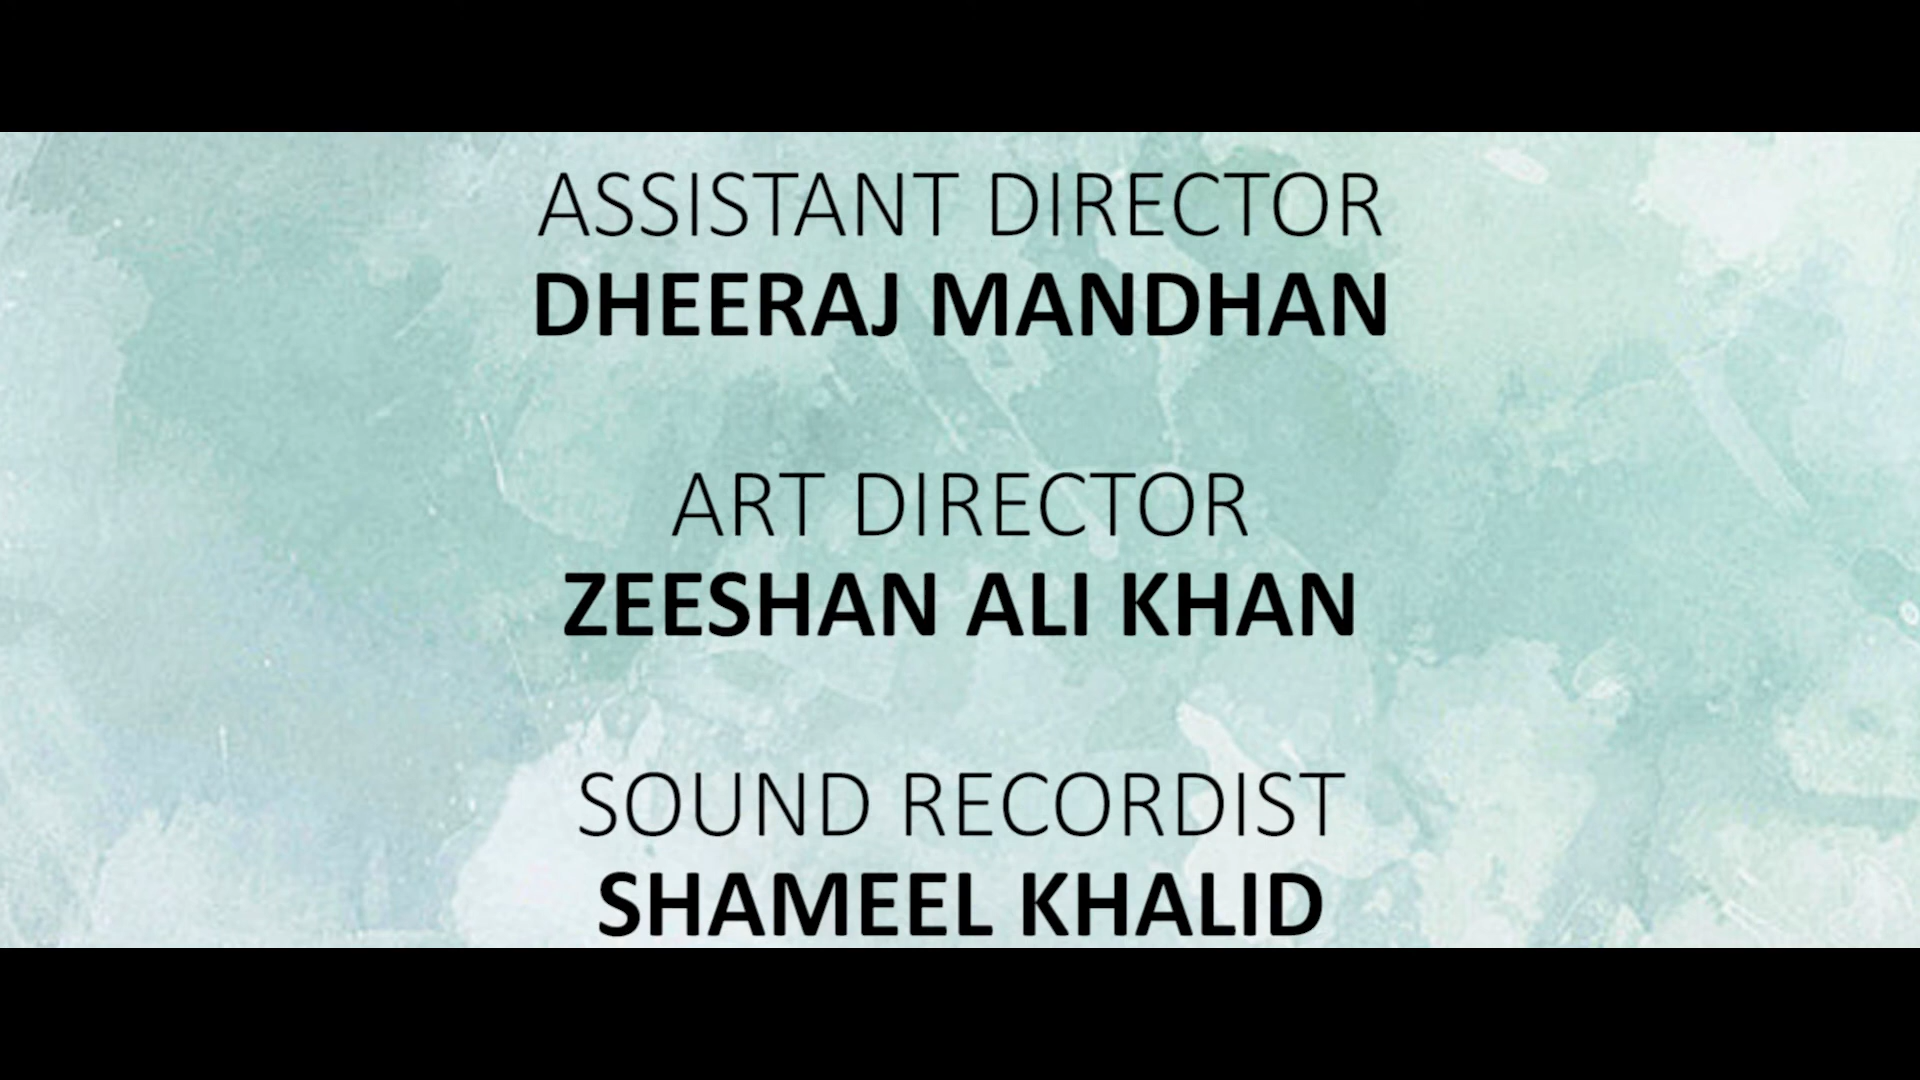 ASSISTANT DIRECTOR
DHEERAJ MANDHAN
ART DIRECTOR
ZEESHAN ALI KHAN
SOUND RECORDIST
SHAMEEL KHALID